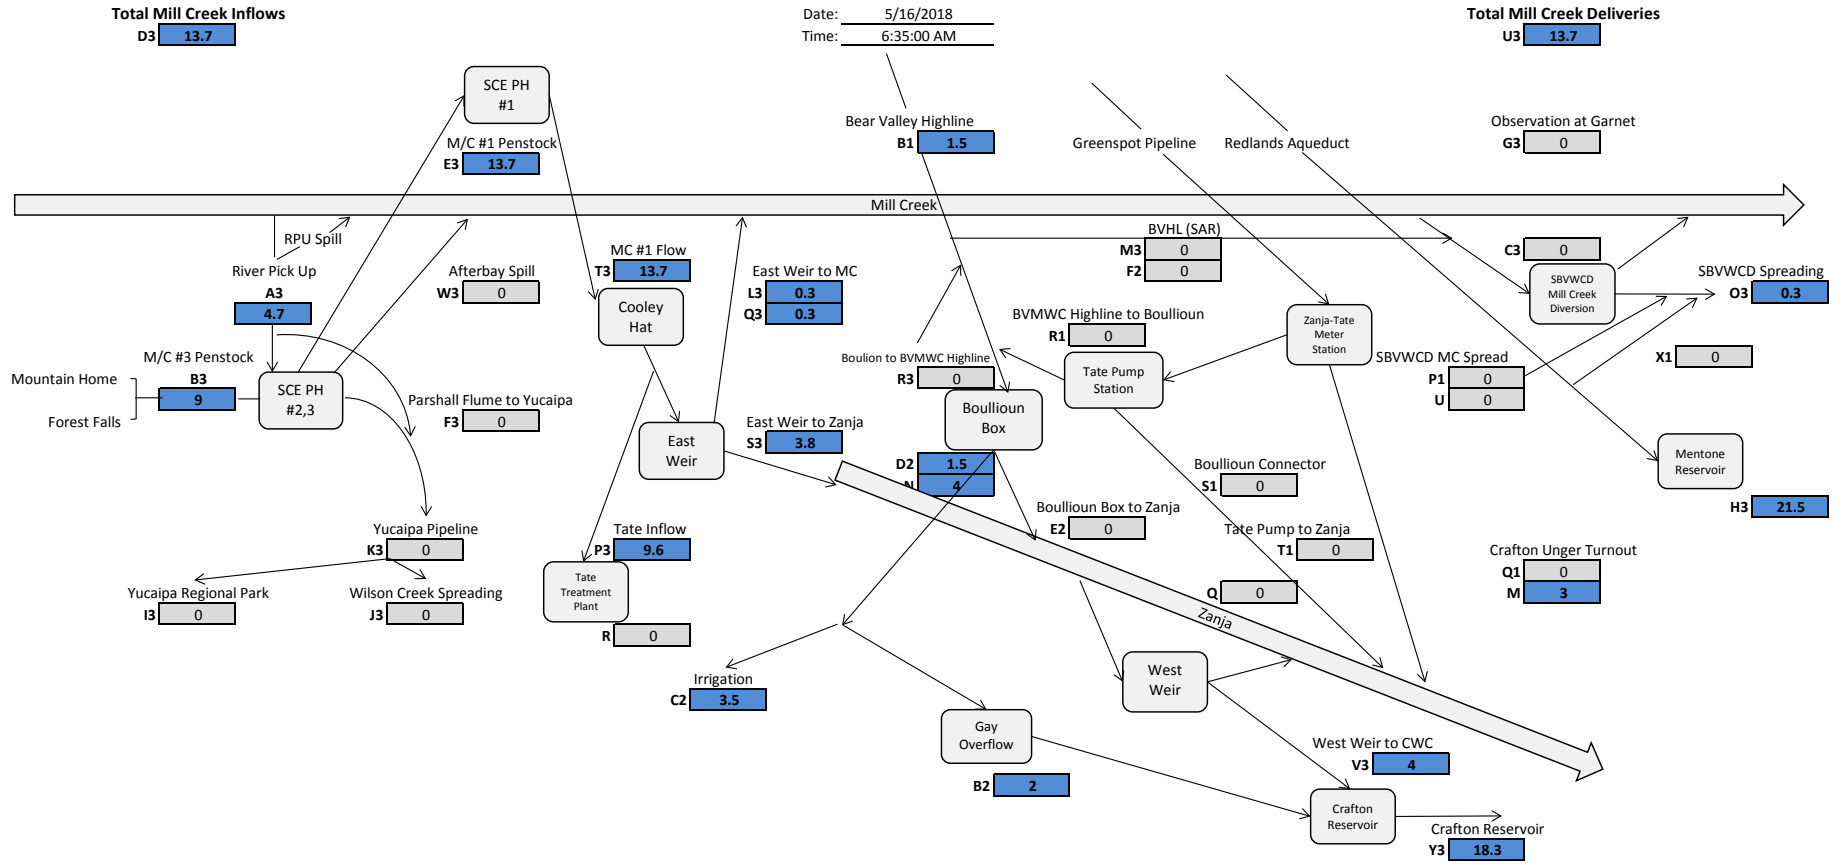 Total Mill Creek Inflows
D3 13.7
Date: 5/16/2018
Time: 6:35:00 AM
Total Mill Creek Deliveries
U3 13.7
SCE PH
#1
M/C #1 Penstock
E3 13.7
Bear Valley Highline
B1 1.5
Greenspot Pipeline
Redlands Aqueduct
Observation at Garnet
G3 0
Mill Creek
RPU Spill
River Pick Up
A3
4.7
Afterbay Spill
W3 0
MC #1 Flow
T3 13.7
Cooley
Hat
East Weir to MC
L3 0.3
Q3 0.3
BVHL (SAR)
M3 0
F2 0
C3 0
SBVWCD
Mill Creek
Diversion
SBVWCD Spreading
O3 0.3
BVMWC Highline to Boullioun
R1 0
Zanja-Tate
Meter
Station
M/C #3 Penstock
B3
9
Mountain Home
Forest Falls
SCE PH
#2,3
Parshall Flume to Yucaipa
F3 0
Boulion to BVMWC Highline
R3 0
Tate Pump
Station
SBVWCD MC Spread
P1 0
U 0
X1 0
Boullioun
Box
East
Weir
East Weir to Zanja
S3 3.8
D2 1.5
N 4
Boullioun Connector
S1 0
Mentone
Reservoir
H3 21.5
Boullioun Box to Zanja
E2 0
Yucaipa Pipeline
K3 0
Tate Inflow
P3 9.6
Tate Pump to Zanja
T1 0
Crafton Unger Turnout
Q1 0
M 3
Yucaipa Regional Park
I3 0
Wilson Creek Spreading
J3 0
Tate
Treatment
Plant
R 0
Q 0
Zanja
Irrigation
C2 3.5
West
Weir
Gay
Overflow
B2 2
West Weir to CWC
V3 4
Crafton
Reservoir
Crafton Reservoir
Y3 18.3